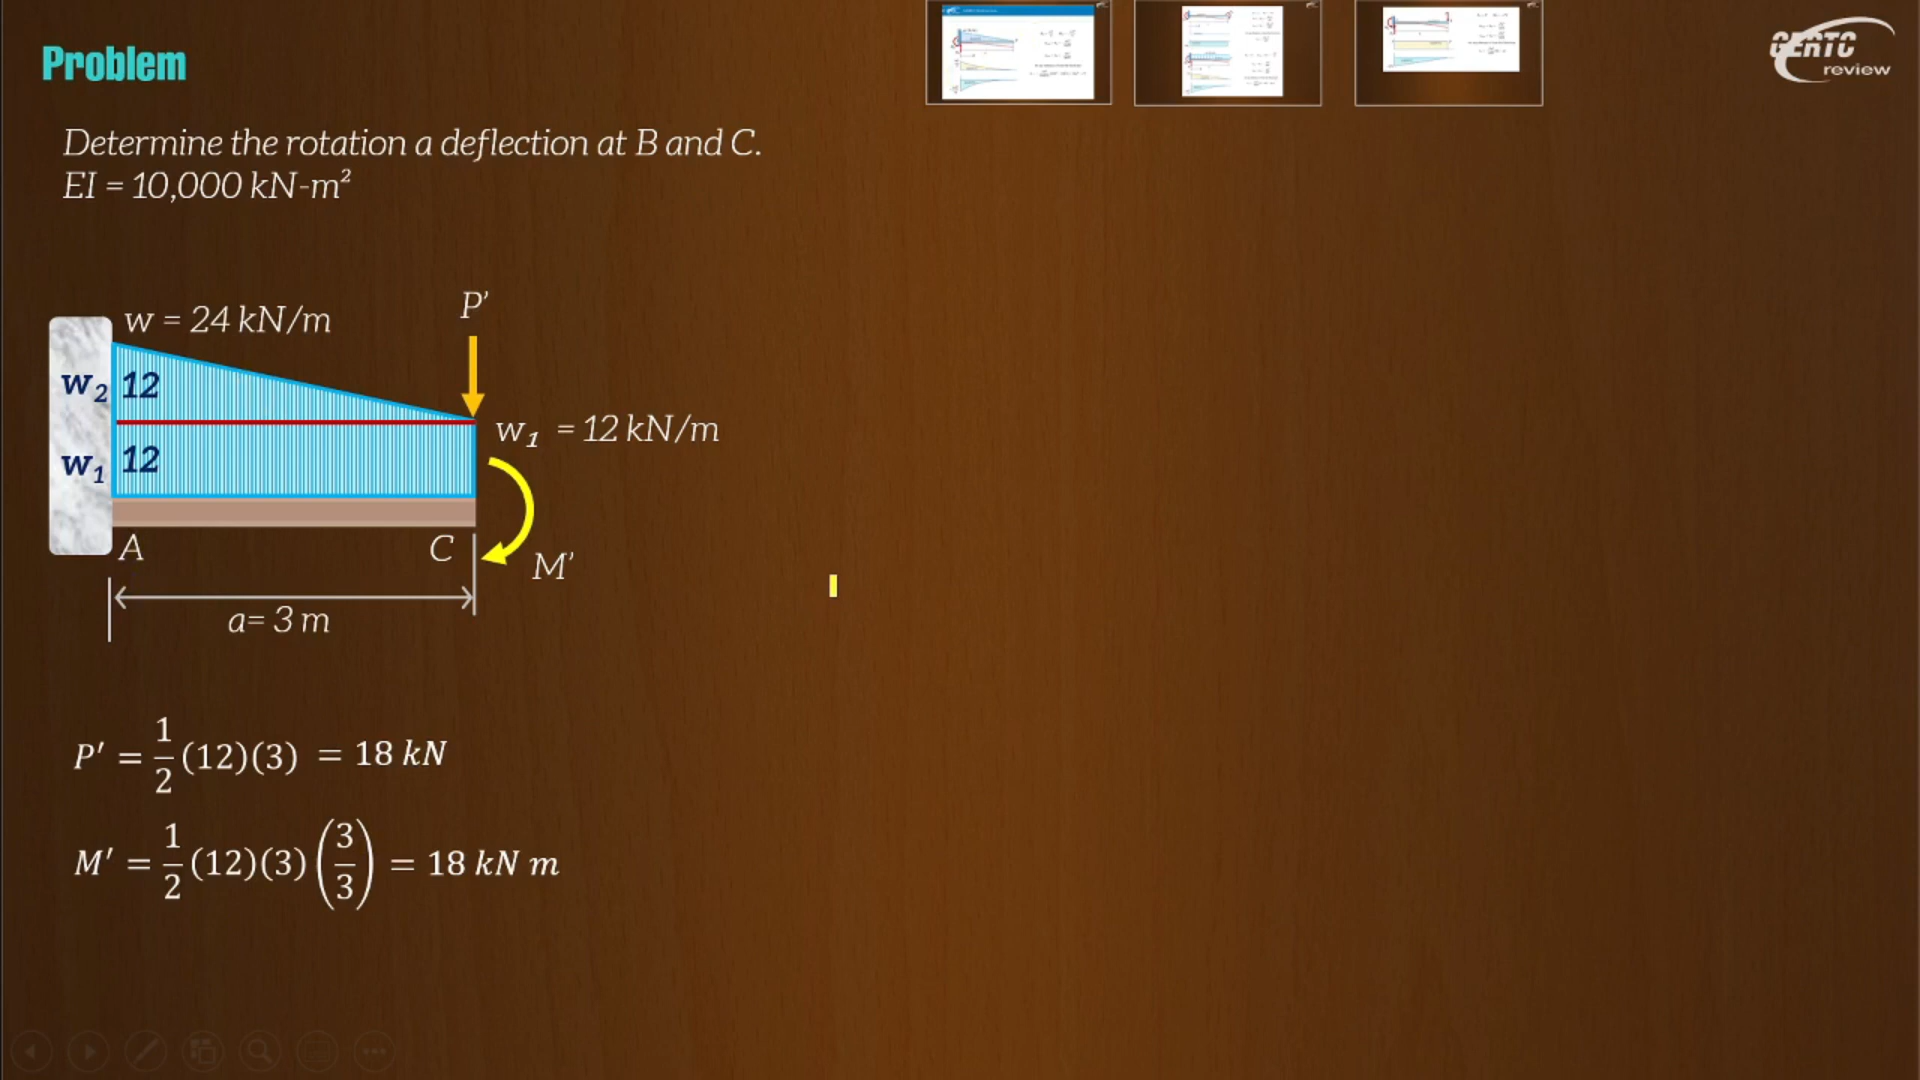 Problem
GERTC
review
Determine the rotation a deflection at B and C.
EI = 10,000 kN-m²
w = 24 kN/m
P’
w₂ 12
w₁ = 12 kN/m
w₁ 12
A
C
M’
a= 3 m
P′ = 1/2 (12)(3) = 18 kN
M′ = 1/2 (12)(3) (3/3) = 18 kN m